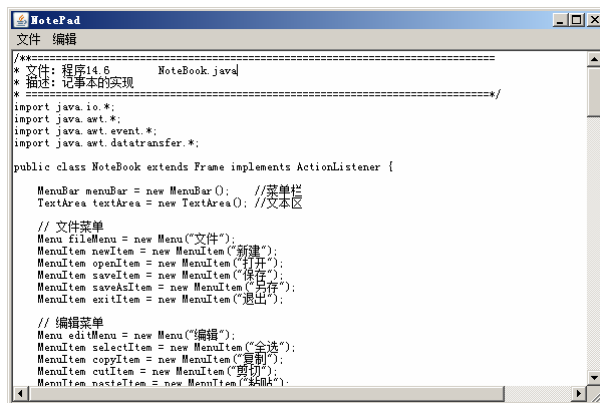 NotePad
文件 编辑
/**===========================================================
* 文件: 程序14.6 NoteBook.java
* 描述: 记事本的实现
* ===========================================================*/
import java.io.*;
import java.awt.*;
import java.awt.event.*;
import java.awt.datatransfer.*;
public class NoteBook extends Frame implements ActionListener {
MenuBar menuBar = new MenuBar(); //菜单栏
TextArea textArea = new TextArea(); //文本区
// 文件菜单
Menu fileMenu = new Menu("文件");
MenuItem newItem = new MenuItem("新建");
MenuItem openItem = new MenuItem("打开");
MenuItem saveItem = new MenuItem("保存");
MenuItem saveAsItem = new MenuItem("另存");
MenuItem exitItem = new MenuItem("退出");
// 编辑菜单
Menu editMenu = new Menu("编辑");
MenuItem selectItem = new MenuItem("全选");
MenuItem copyItem = new MenuItem("复制");
MenuItem cutItem = new MenuItem("剪切");
MenuItem pasteItem = new MenuItem("粘贴");